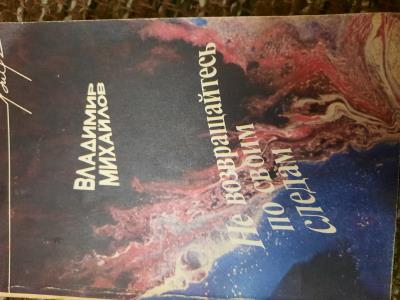 ВЛАДИМИР
МИХАЙЛОВ
Не возвращайтесь
по
своим
следам